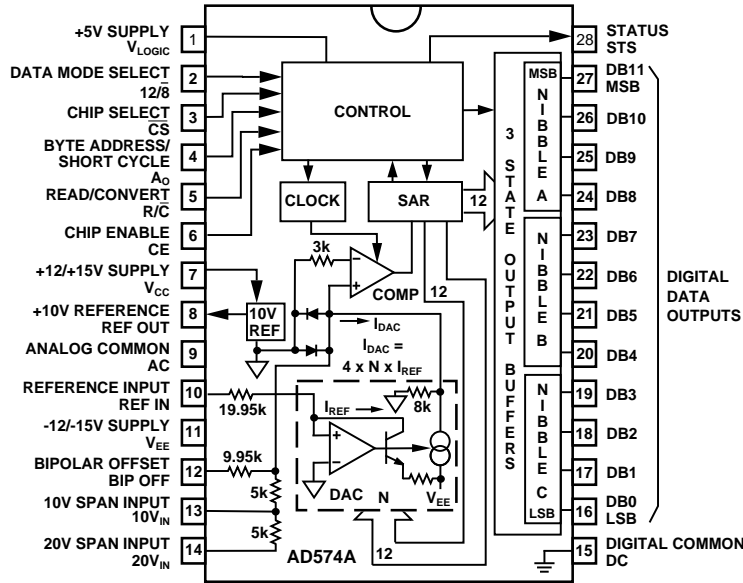 +5V SUPPLY
VLOGIC
1
DATA MODE SELECT
12/8̅
2
CHIP SELECT
C̅S̅
3
BYTE ADDRESS/
SHORT CYCLE
AO
4
READ/CONVERT
R/C̅
5
CHIP ENABLE
CE
6
+12/+15V SUPPLY
VCC
7
+10V REFERENCE
REF OUT
8
ANALOG COMMON
AC
9
REFERENCE INPUT
REF IN
10
-12/-15V SUPPLY
VEE
11
BIPOLAR OFFSET
BIP OFF
12
10V SPAN INPUT
10VIN
13
20V SPAN INPUT
20VIN
14
CONTROL
CLOCK
SAR
12
3k
COMP
12
10V
REF
IDAC
IDAC =
4 x N x IREF
19.95k
IREF
8k
9.95k
5k
5k
DAC
N
VEE
12
AD574A
3 STATE OUTPUT BUFFERS
MSB
NIBBLE A
NIBBLE B
NIBBLE C
LSB
28
STATUS
STS
27
DB11
MSB
26
DB10
25
DB9
24
DB8
23
DB7
22
DB6
21
DB5
20
DB4
19
DB3
18
DB2
17
DB1
16
DB0
LSB
15
DIGITAL COMMON
DC
DIGITAL
DATA
OUTPUTS